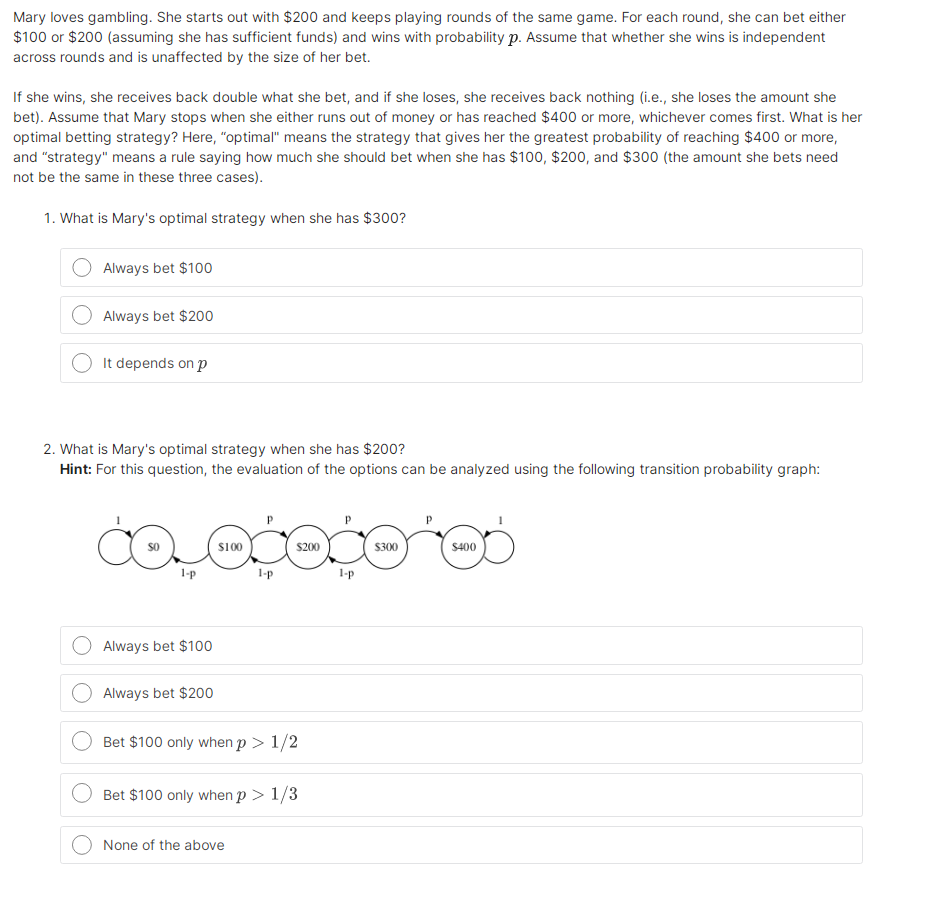 Mary loves gambling. She starts out with $200 and keeps playing rounds of the same game. For each round, she can bet either
$100 or $200 (assuming she has sufficient funds) and wins with probability p. Assume that whether she wins is independent
across rounds and is unaffected by the size of her bet.
If she wins, she receives back double what she bet, and if she loses, she receives back nothing (i.e., she loses the amount she
bet). Assume that Mary stops when she either runs out of money or has reached $400 or more, whichever comes first. What is her
optimal betting strategy? Here, "optimal" means the strategy that gives her the greatest probability of reaching $400 or more,
and "strategy" means a rule saying how much she should bet when she has $100, $200, and $300 (the amount she bets need
not be the same in these three cases).
1. What is Mary's optimal strategy when she has $300?
Always bet $100
Always bet $200
It depends on p
2. What is Mary's optimal strategy when she has $200?
Hint: For this question, the evaluation of the options can be analyzed using the following transition probability graph:
1 p p p 1
$0 $100 $200 $300 $400
1-p 1-p 1-p
Always bet $100
Always bet $200
Bet $100 only when p > 1/2
Bet $100 only when p > 1/3
None of the above